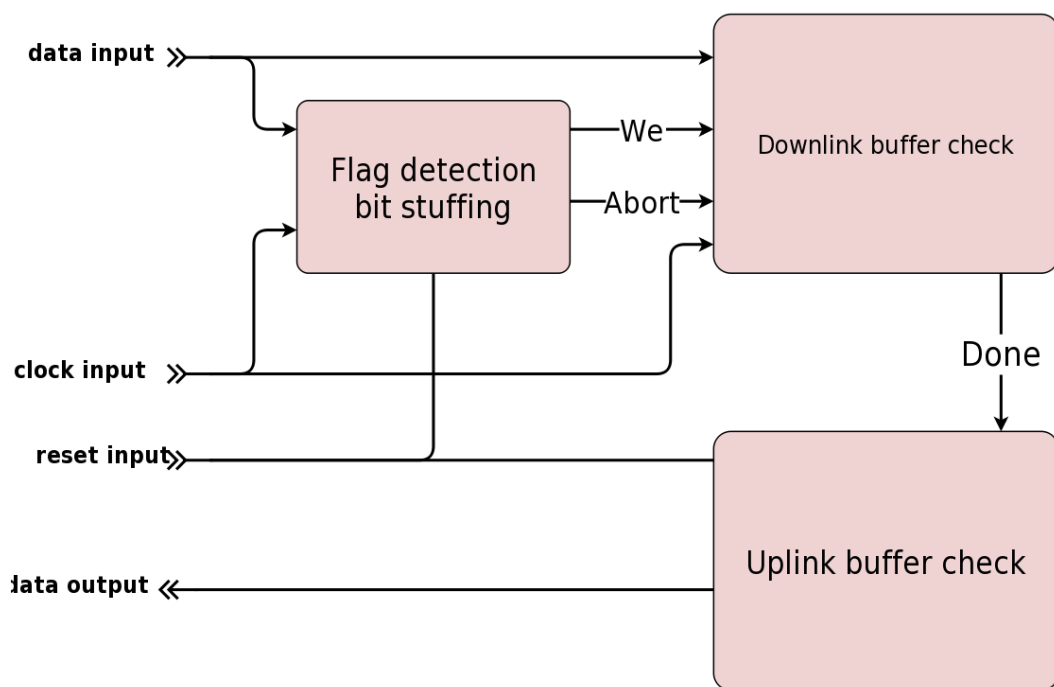 data input
Flag detection
bit stuffing
We
Abort
Downlink buffer check
clock input
Done
reset input
data output
Uplink buffer check